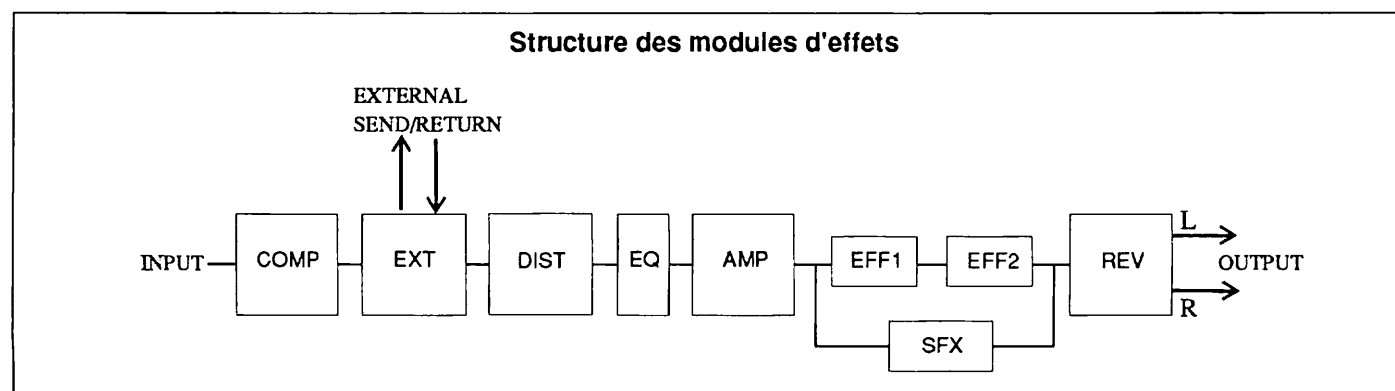 Structure des modules d'effets
EXTERNAL
SEND/RETURN
INPUT
COMP
EXT
DIST
EQ
AMP
EFF1
EFF2
SFX
REV
L
R
OUTPUT